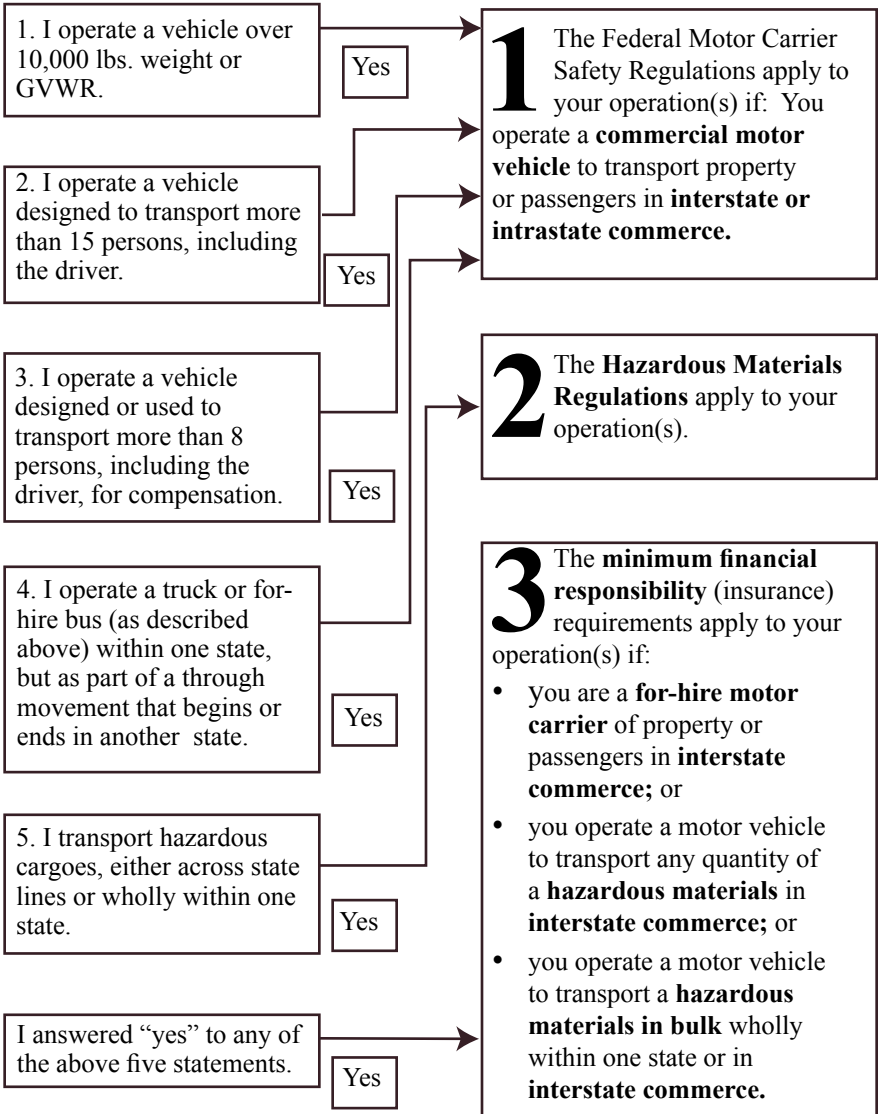 1. I operate a vehicle over
10,000 lbs. weight or
GVWR.
Yes
2. I operate a vehicle
designed to transport more
than 15 persons, including
the driver.
Yes
3. I operate a vehicle
designed or used to
transport more than 8
persons, including the
driver, for compensation.
Yes
4. I operate a truck or for-
hire bus (as described
above) within one state,
but as part of a through
movement that begins or
ends in another state.
Yes
5. I transport hazardous
cargoes, either across state
lines or wholly within one
state.
Yes
I answered “yes” to any of
the above five statements.
Yes
1 The Federal Motor Carrier
Safety Regulations apply to
your operation(s) if: You
operate a commercial motor
vehicle to transport property
or passengers in interstate or
intrastate commerce.
2 The Hazardous Materials
Regulations apply to your
operation(s).
3 The minimum financial
responsibility (insurance)
requirements apply to your
operation(s) if:
• you are a for-hire motor
carrier of property or
passengers in interstate
commerce; or
• you operate a motor vehicle
to transport any quantity of
a hazardous materials in
interstate commerce; or
• you operate a motor vehicle
to transport a hazardous
materials in bulk wholly
within one state or in
interstate commerce.